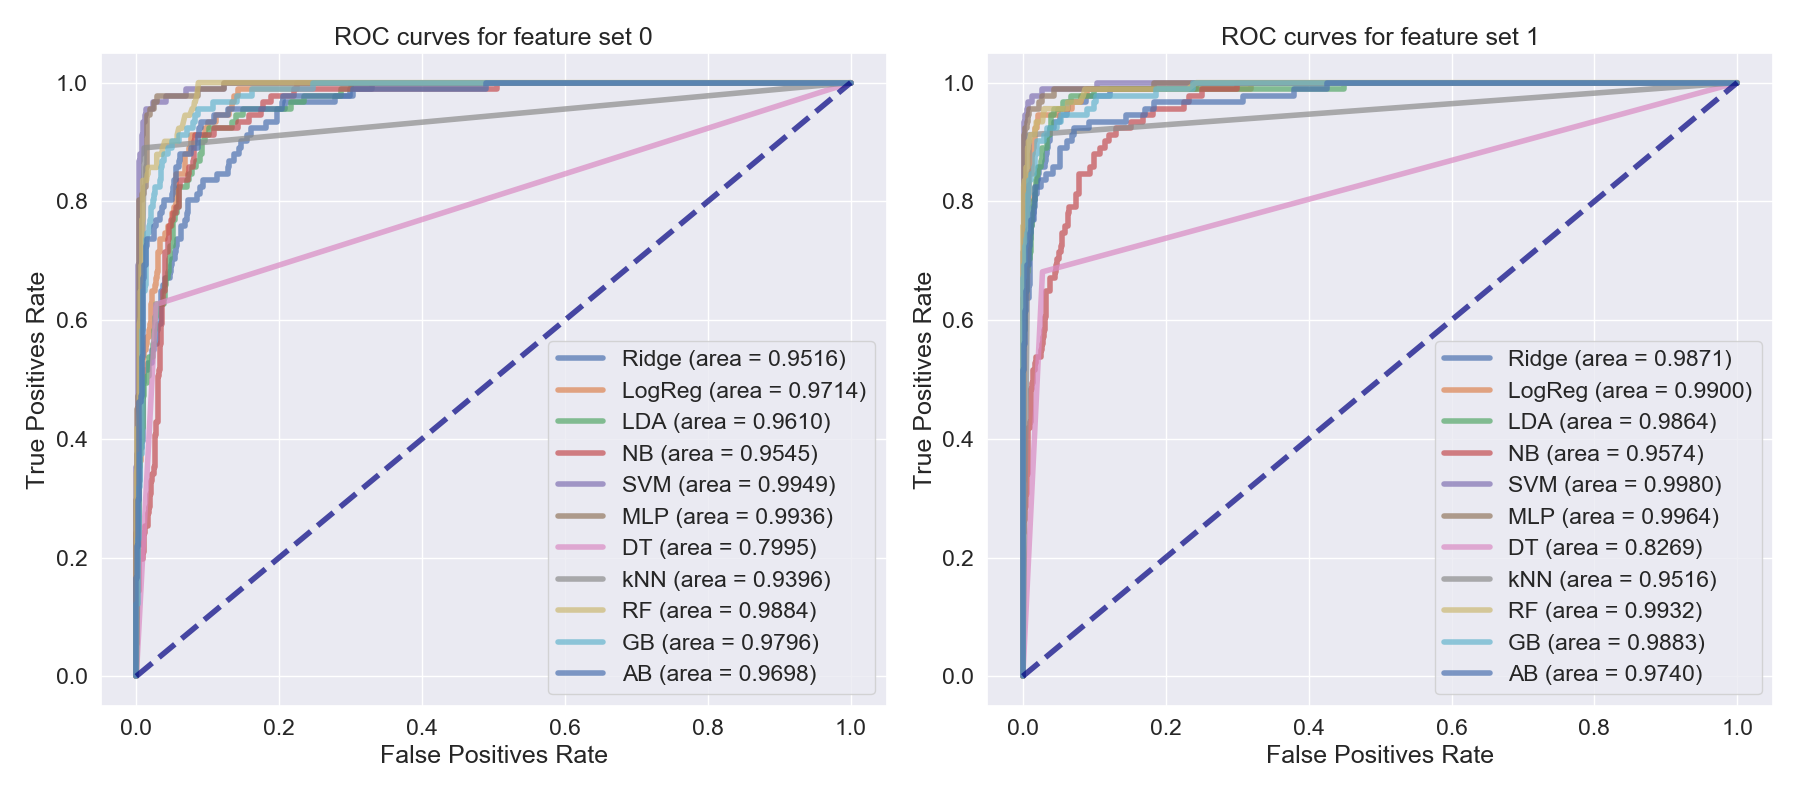 ROC curves for feature set 0
True Positives Rate
1.0
0.8
0.6
0.4
0.2
0.0
Ridge (area = 0.9516)
LogReg (area = 0.9714)
LDA (area = 0.9610)
NB (area = 0.9545)
SVM (area = 0.9949)
MLP (area = 0.9936)
DT (area = 0.7995)
kNN (area = 0.9396)
RF (area = 0.9884)
GB (area = 0.9796)
AB (area = 0.9698)
0.0 0.2 0.4 0.6 0.8 1.0
False Positives Rate
ROC curves for feature set 1
True Positives Rate
1.0
0.8
0.6
0.4
0.2
0.0
Ridge (area = 0.9871)
LogReg (area = 0.9900)
LDA (area = 0.9864)
NB (area = 0.9574)
SVM (area = 0.9980)
MLP (area = 0.9964)
DT (area = 0.8269)
kNN (area = 0.9516)
RF (area = 0.9932)
GB (area = 0.9883)
AB (area = 0.9740)
0.0 0.2 0.4 0.6 0.8 1.0
False Positives Rate